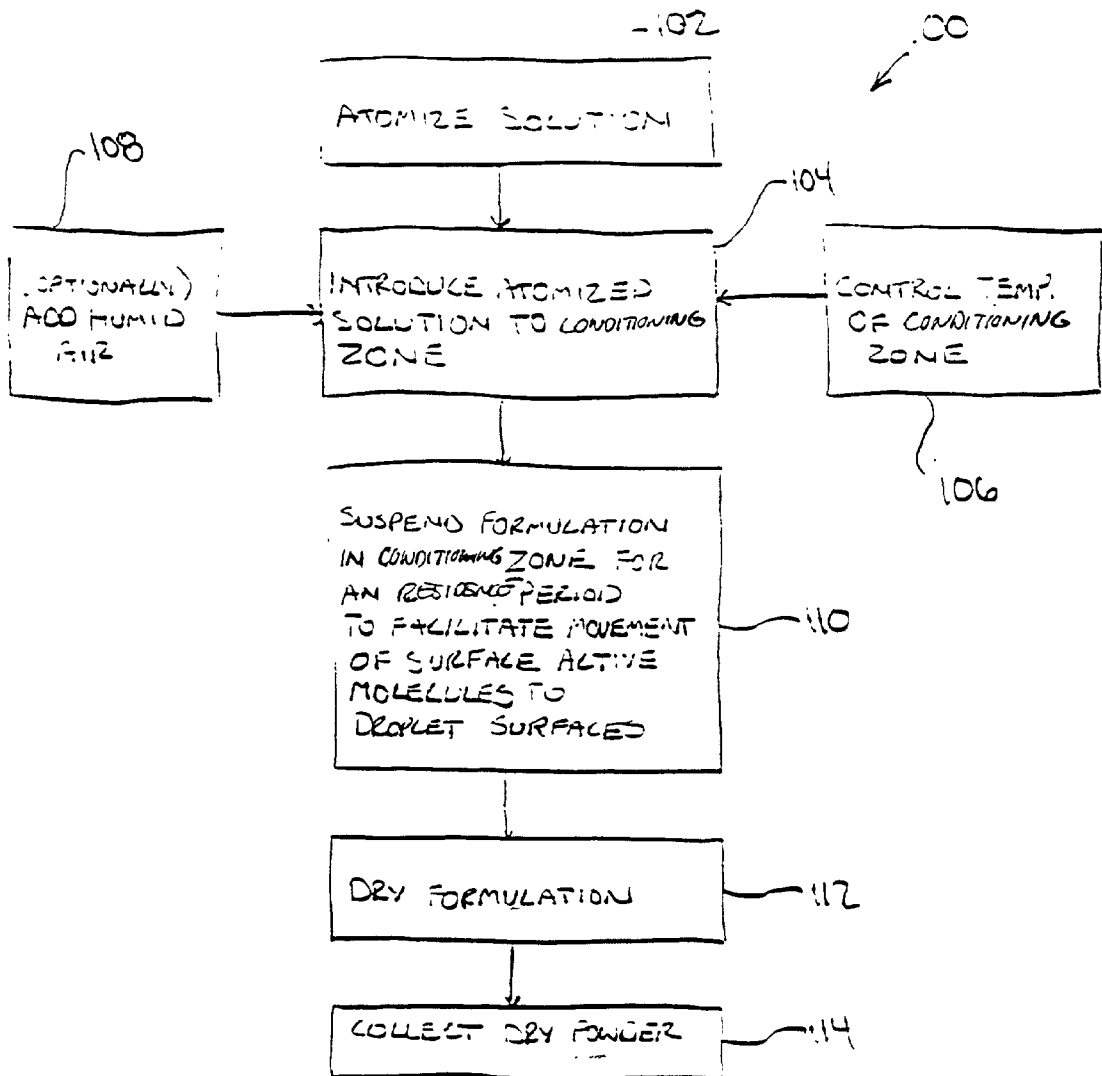 102
.00
ATOMIZE SOLUTION
108
104
(OPTIONALLY)
ADD HUMID
AIR
INTRODUCE ATOMIZED
SOLUTION TO CONDITIONING
ZONE
CONTROL TEMP.
OF CONDITIONING
ZONE
106
SUSPEND FORMULATION
IN CONDITIONING ZONE FOR
AN RESIDENCE PERIOD
TO FACILITATE MOVEMENT
OF SURFACE ACTIVE
MOLECULES TO
DROPLET SURFACES
110
DRY FORMULATION
112
COLLECT DRY POWDER
114